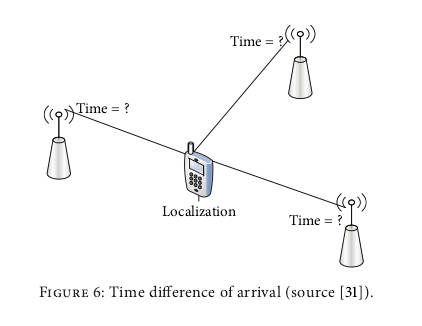 Time = ?
Time = ?
Localization
Time = ?
FIGURE 6: Time difference of arrival (source [31]).